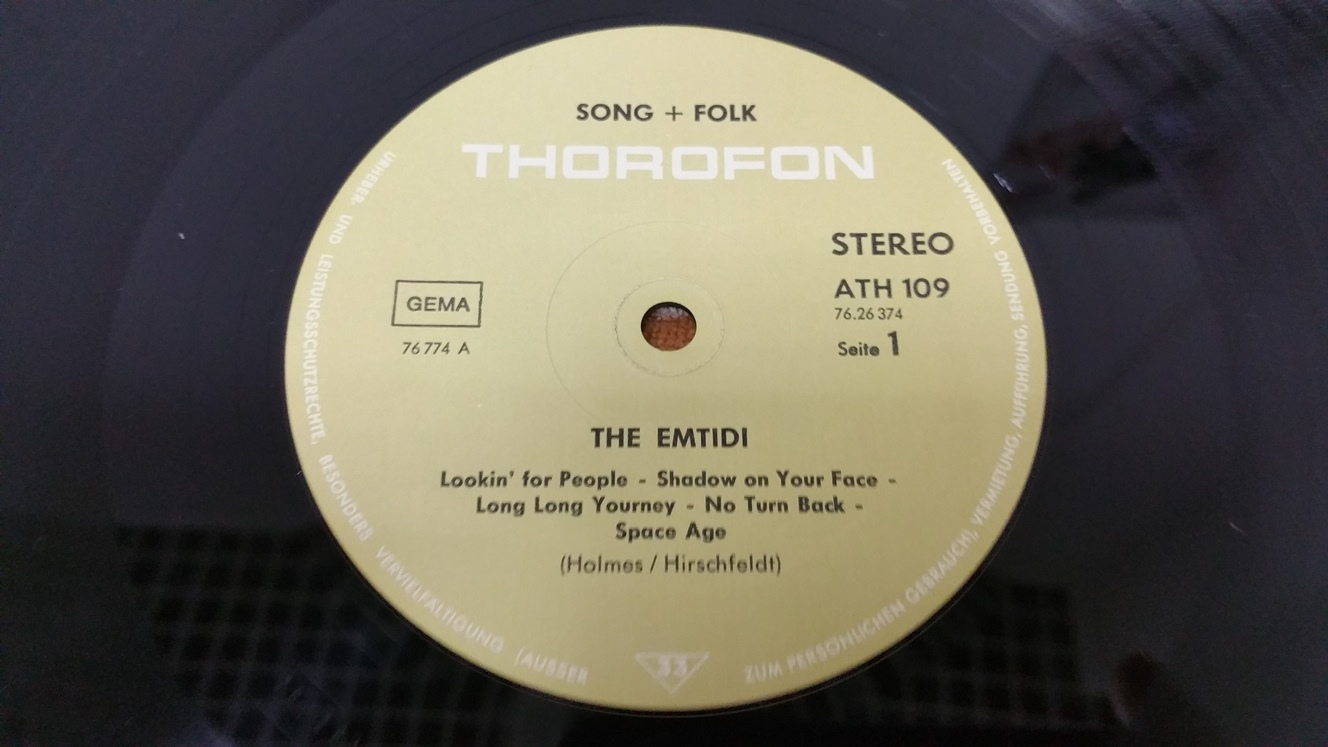 SONG + FOLK
THOROFON
STEREO
ATH 109
76.26 374
Seite 1
GEMA
76 774 A
THE EMTIDI
Lookin' for People - Shadow on Your Face -
Long Long Yourney - No Turn Back -
Space Age
(Holmes / Hirschfeldt)
33
URHEBER- UND LEISTUNGSSCHUTZRECHTE, BESONDERS VERVIELFÄLTIGUNG (AUSSER ZUM PERSÖNLICHEN GEBRAUCH), VERMIETUNG, AUFFÜHRUNG, SENDUNG VORBEHALTEN